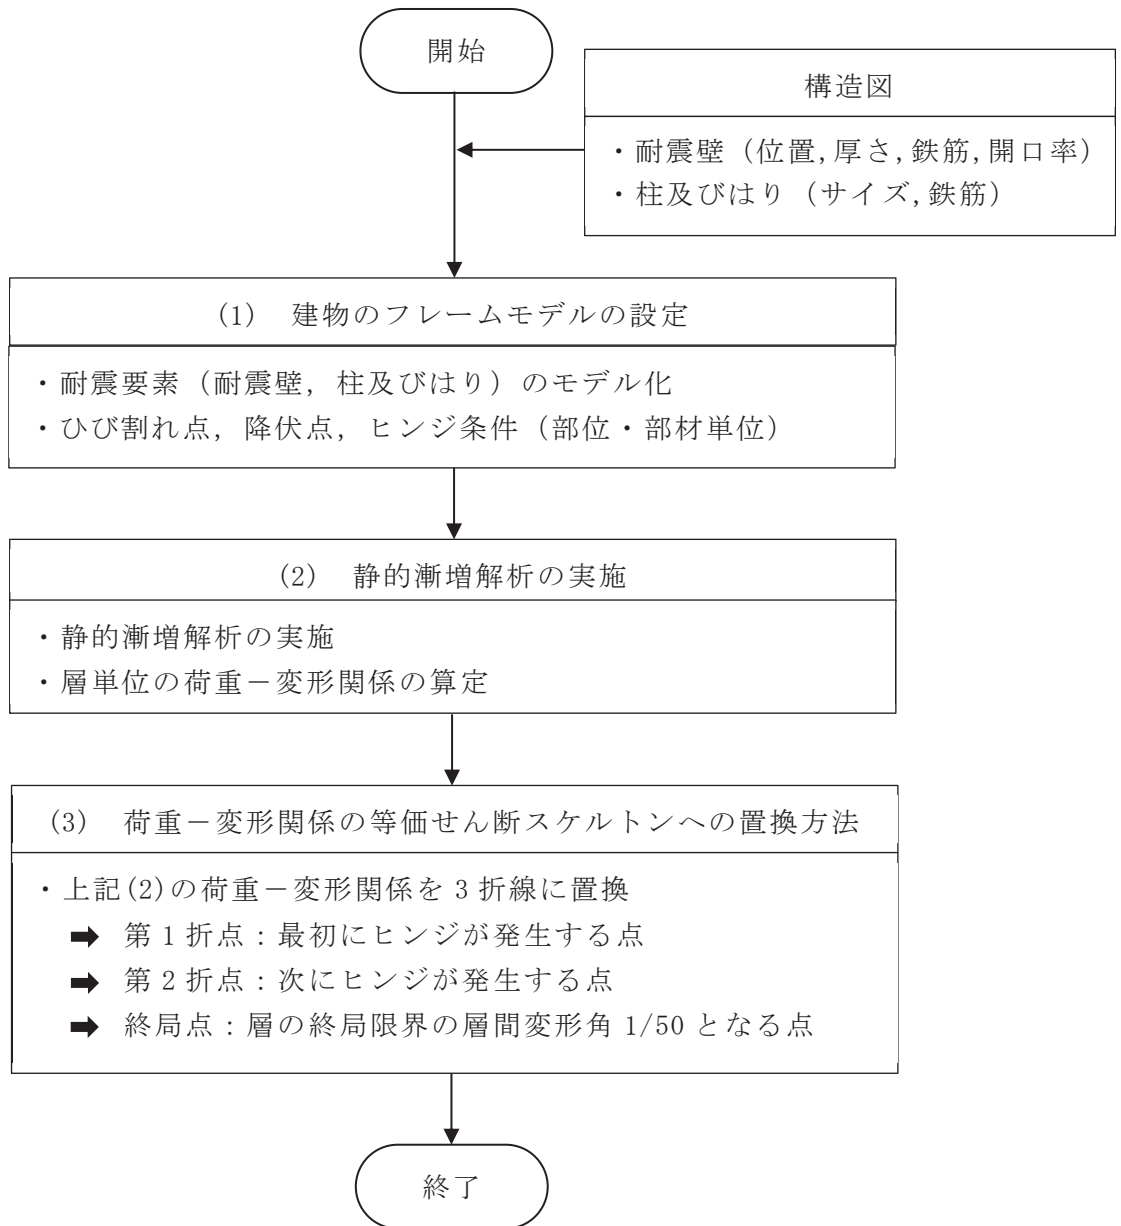 開始
構造図
・耐震壁（位置,厚さ,鉄筋,開口率）
・柱及びはり（サイズ,鉄筋）
(1) 建物のフレームモデルの設定
・耐震要素（耐震壁，柱及びはり）のモデル化
・ひび割れ点，降伏点，ヒンジ条件（部位・部材単位）
(2) 静的漸増解析の実施
・静的漸増解析の実施
・層単位の荷重－変形関係の算定
(3) 荷重－変形関係の等価せん断スケルトンへの置換方法
・上記(2)の荷重－変形関係を 3 折線に置換
➡ 第 1 折点：最初にヒンジが発生する点
➡ 第 2 折点：次にヒンジが発生する点
➡ 終局点：層の終局限界の層間変形角 1/50 となる点
終了